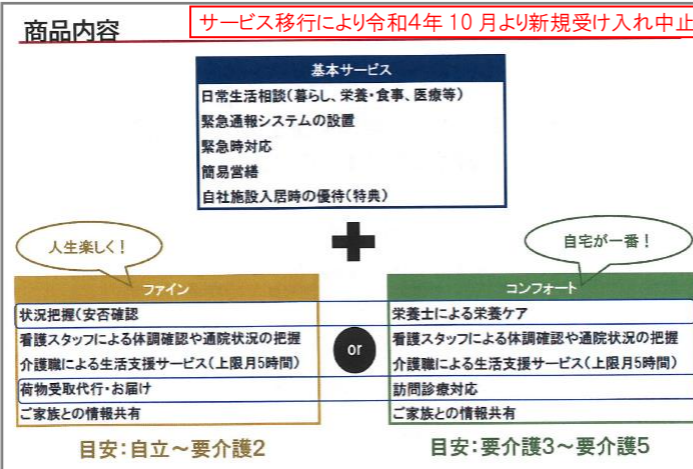 商品内容
サービス移行により令和4年10月より新規受け入れ中止
基本サービス
日常生活相談(暮らし、栄養・食事、医療等)
緊急通報システムの設置
緊急時対応
簡易営繕
自社施設入居時の優待(特典)
人生楽しく!
自宅が一番!
ファイン
状況把握(安否確認
看護スタッフによる体調確認や通院状況の把握
介護職による生活支援サービス(上限月5時間)
荷物受取代行・お届け
ご家族との情報共有
目安:自立～要介護2
or
コンフォート
栄養士による栄養ケア
看護スタッフによる体調確認や通院状況の把握
介護職による生活支援サービス(上限月5時間)
訪問診療対応
ご家族との情報共有
目安:要介護3～要介護5